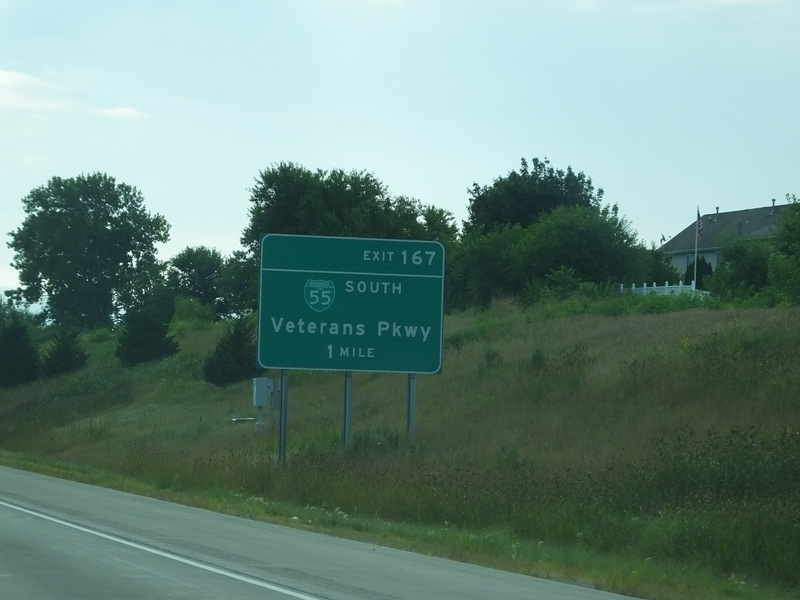 EXIT 167
BUSINESS
55 SOUTH
Veterans Pkwy
1 MILE